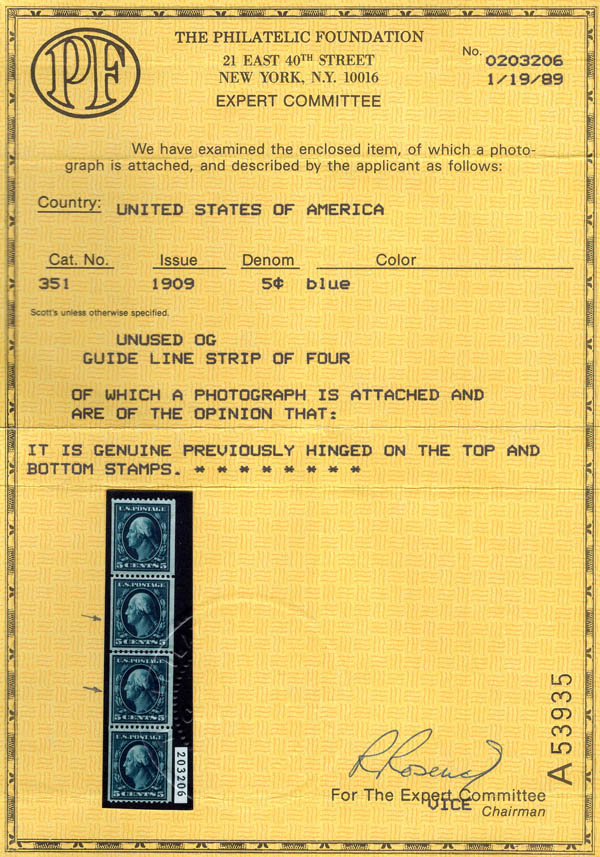 PF
THE PHILATELIC FOUNDATION
21 EAST 40TH STREET
NEW YORK, N.Y. 10016
EXPERT COMMITTEE
No. 0203206
1/19/89
We have examined the enclosed item, of which a photo-
graph is attached, and described by the applicant as follows:
Country: UNITED STATES OF AMERICA
Cat. No. Issue Denom Color
351 1909 5¢ blue
Scott's unless otherwise specified.
UNUSED OG
GUIDE LINE STRIP OF FOUR
OF WHICH A PHOTOGRAPH IS ATTACHED AND
ARE OF THE OPINION THAT:
IT IS GENUINE PREVIOUSLY HINGED ON THE TOP AND
BOTTOM STAMPS. * * * * * * * *
U.S. POSTAGE
5 CENTS 5
U.S. POSTAGE
5 CENTS 5
U.S. POSTAGE
5 CENTS 5
U.S. POSTAGE
5 CENTS 5
203206
A 53935
For The Expert Committee
VICE Chairman